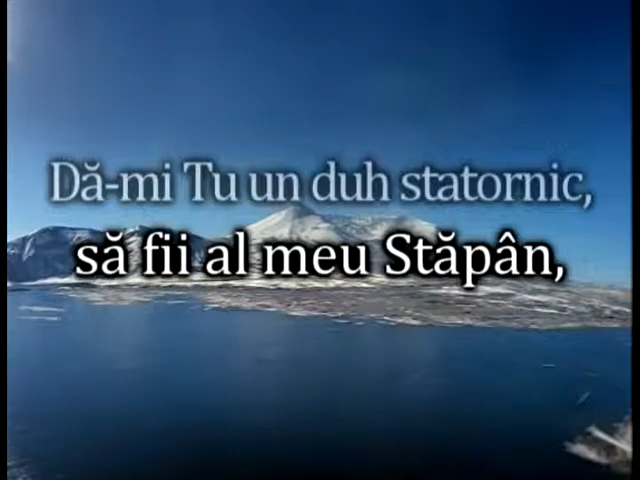 Dă-mi Tu un duh statornic,
să fii al meu Stăpân,